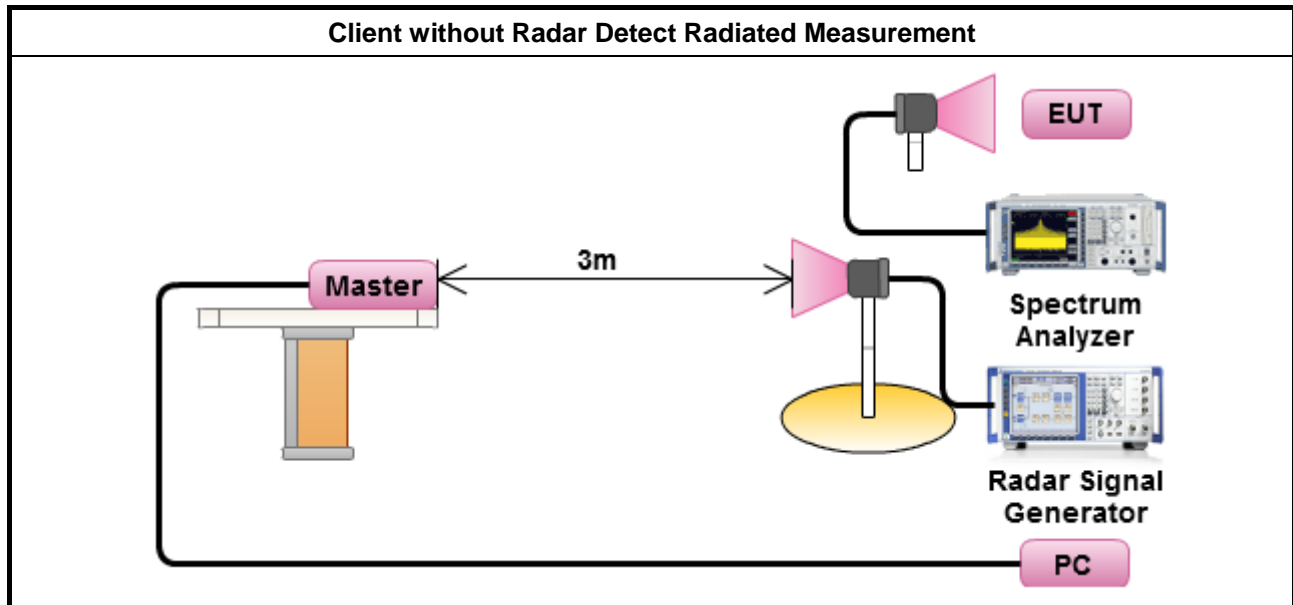 Client without Radar Detect Radiated Measurement
EUT
3m
Master
Spectrum
Analyzer
Radar Signal
Generator
PC